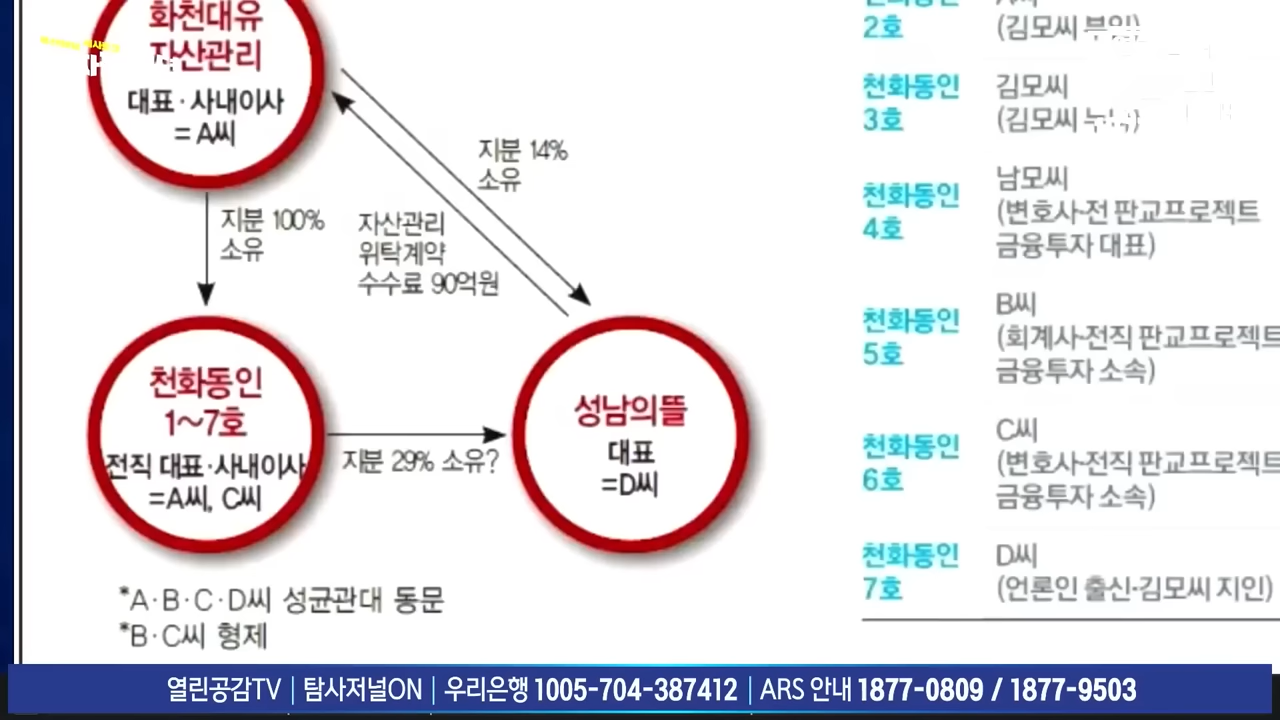 화천대유
자산관리
대표·사내이사
=A씨
지분 14%
소유
지분 100%
소유
자산관리
위탁계약
수수료 90억원
천화동인
1~7호
전직 대표·사내이사
=A씨, C씨
지분 29% 소유?
성남의뜰
대표
=D씨
*A·B·C·D씨 성균관대 동문
*B·C씨 형제
2호
(김모씨
천화동인
3호
김모씨
(김모씨
천화동인
4호
남모씨
(변호사-전 판교프로젝트
금융투자 대표)
천화동인
5호
B씨
(회계사-전직 판교프로젝트
금융투자 소속)
천화동인
6호
C씨
(변호사-전직 판교프로젝트
금융투자 소속)
천화동인
7호
D씨
(언론인 출신-김모씨 지인)
열린공감TV | 탐사저널ON | 우리은행 1005-704-387412 | ARS 안내 1877-0809 / 1877-9503